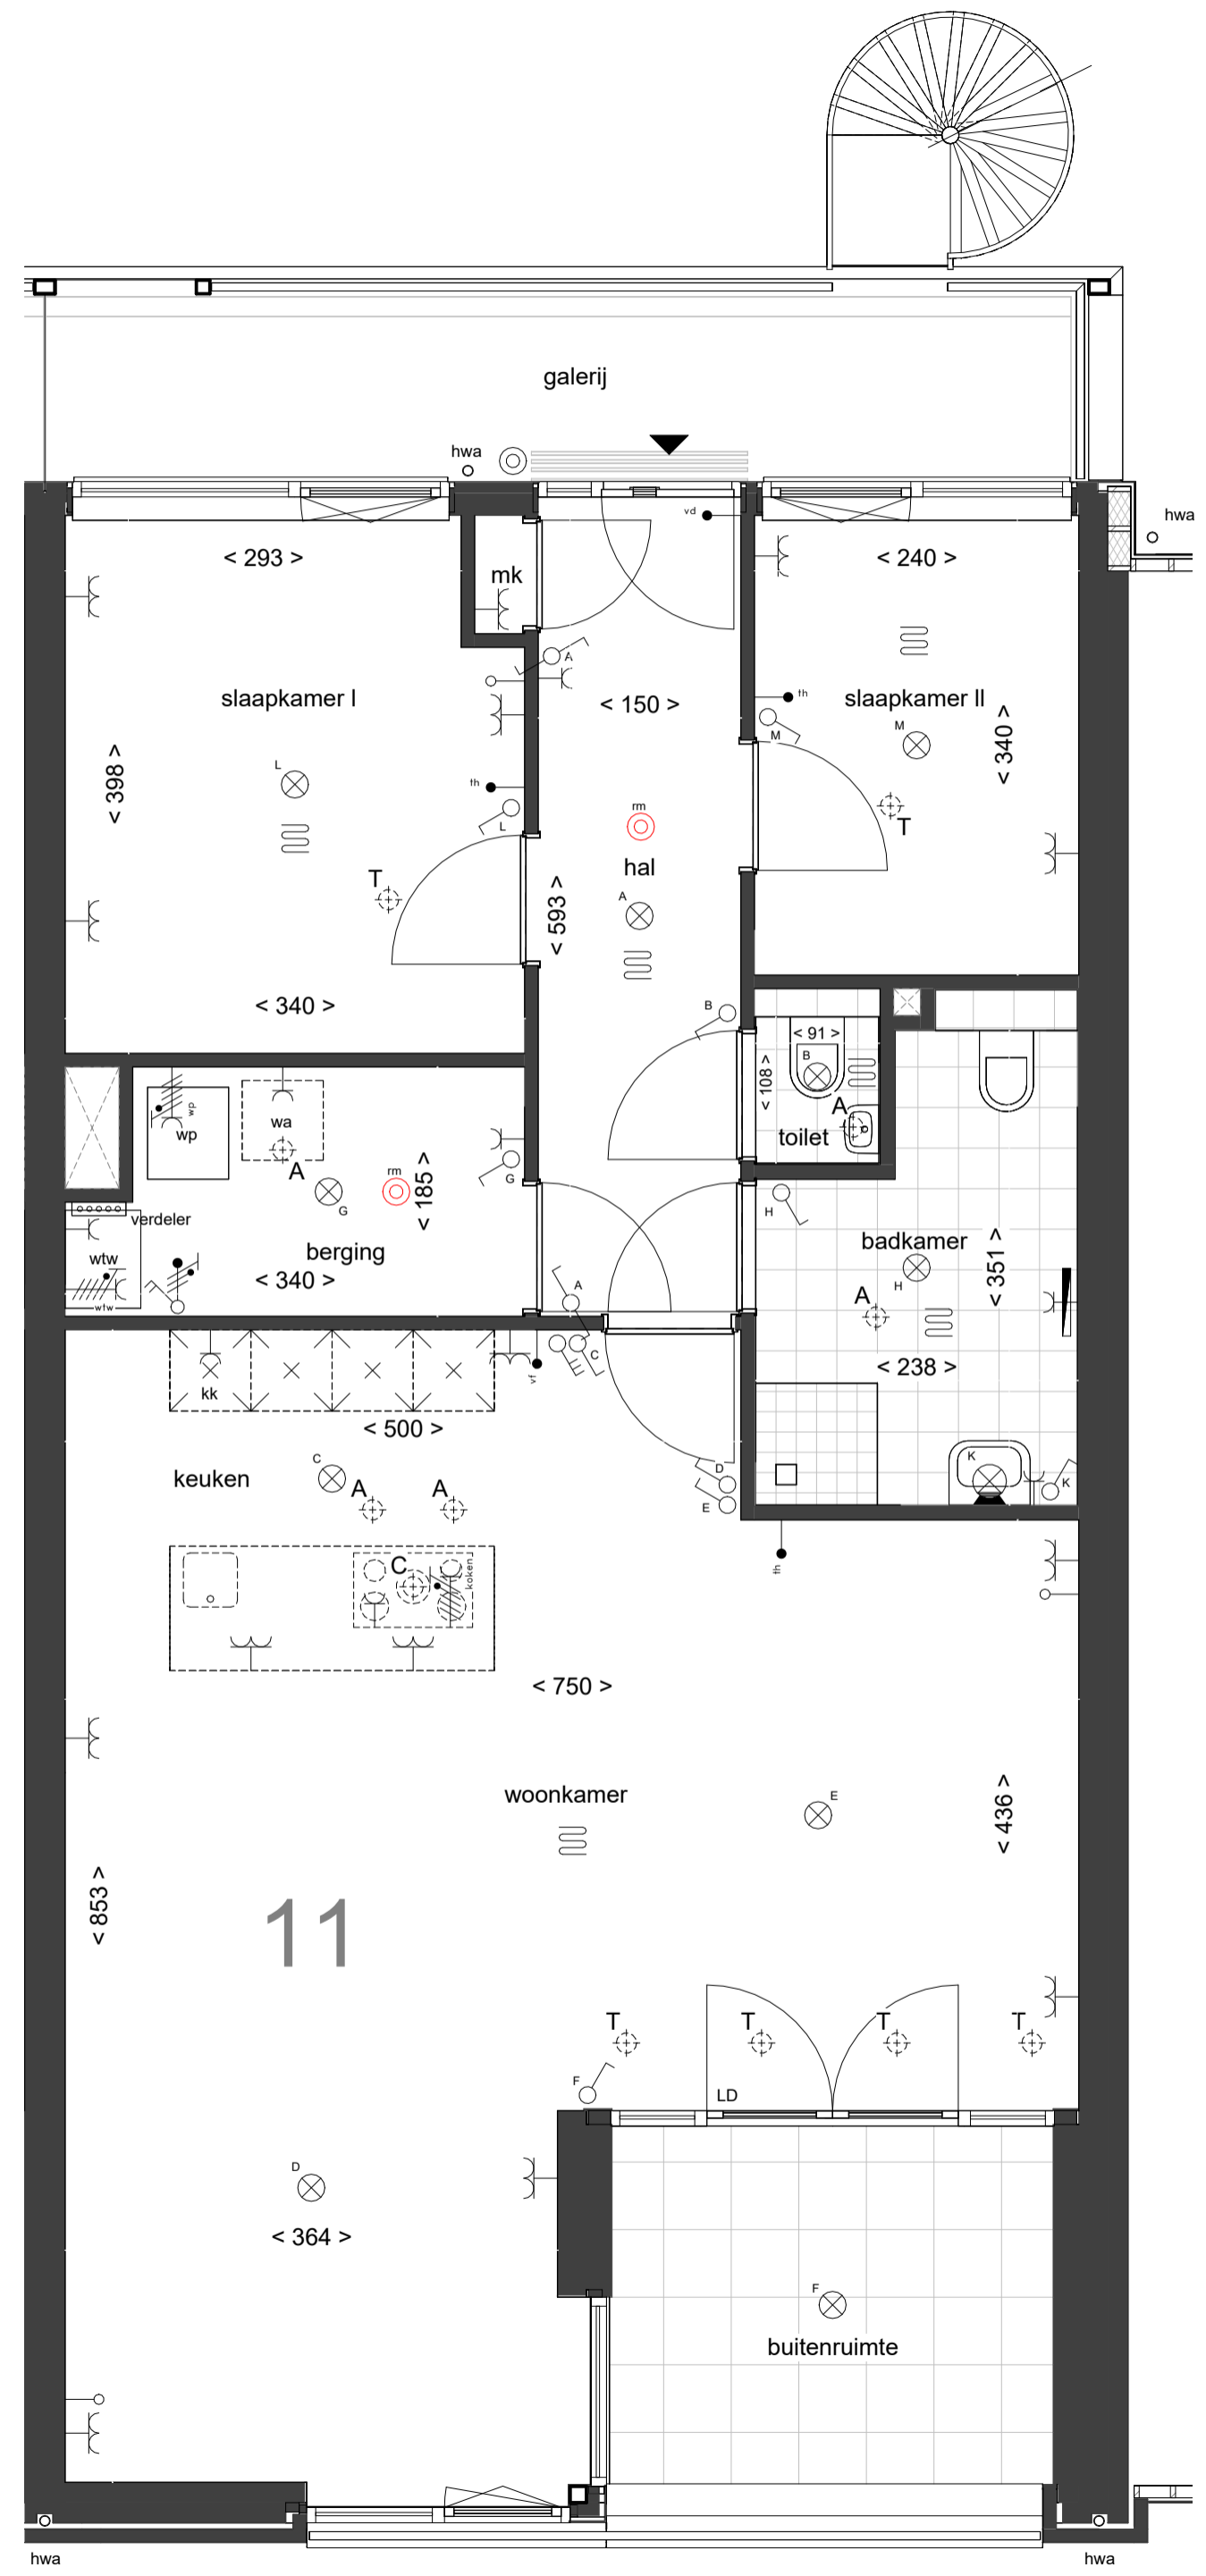 galerij
hwa
hwa
vd
< 293 >
mk
< 240 >
A
slaapkamer I
< 150 >
th
slaapkamer II
M
M
< 340 >
< 398 >
L
th
L
rm
T
hal
T
A
< 593 >
< 340 >
B
< 91 >
B
< 108 >
A
toilet
wp
wp
wa
A
rm
G
G
< 185 >
verdeler
berging
wtw
< 340 >
wtw
H
badkamer
H
< 351 >
A
A
C
vf
kk
< 238 >
< 500 >
keuken
C
A
A
D
E
K
K
C
koken
th
< 750 >
woonkamer
E
< 436 >
< 853 >
11
T
T
T
T
F
LD
D
< 364 >
F
buitenruimte
hwa
hwa